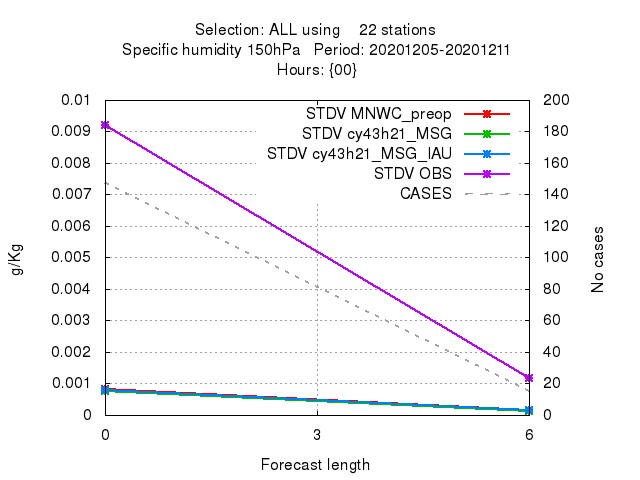 Selection: ALL using    22 stations
Specific humidity 150hPa   Period: 20201205-20201211
Hours: {00}
STDV MNWC_preop
STDV cy43h21_MSG
STDV cy43h21_MSG_IAU
STDV OBS
CASES
0.01
0.009
0.008
0.007
0.006
0.005
0.004
0.003
0.002
0.001
0
g/Kg
200
180
160
140
120
100
80
60
40
20
0
No cases
0 3 6
Forecast length